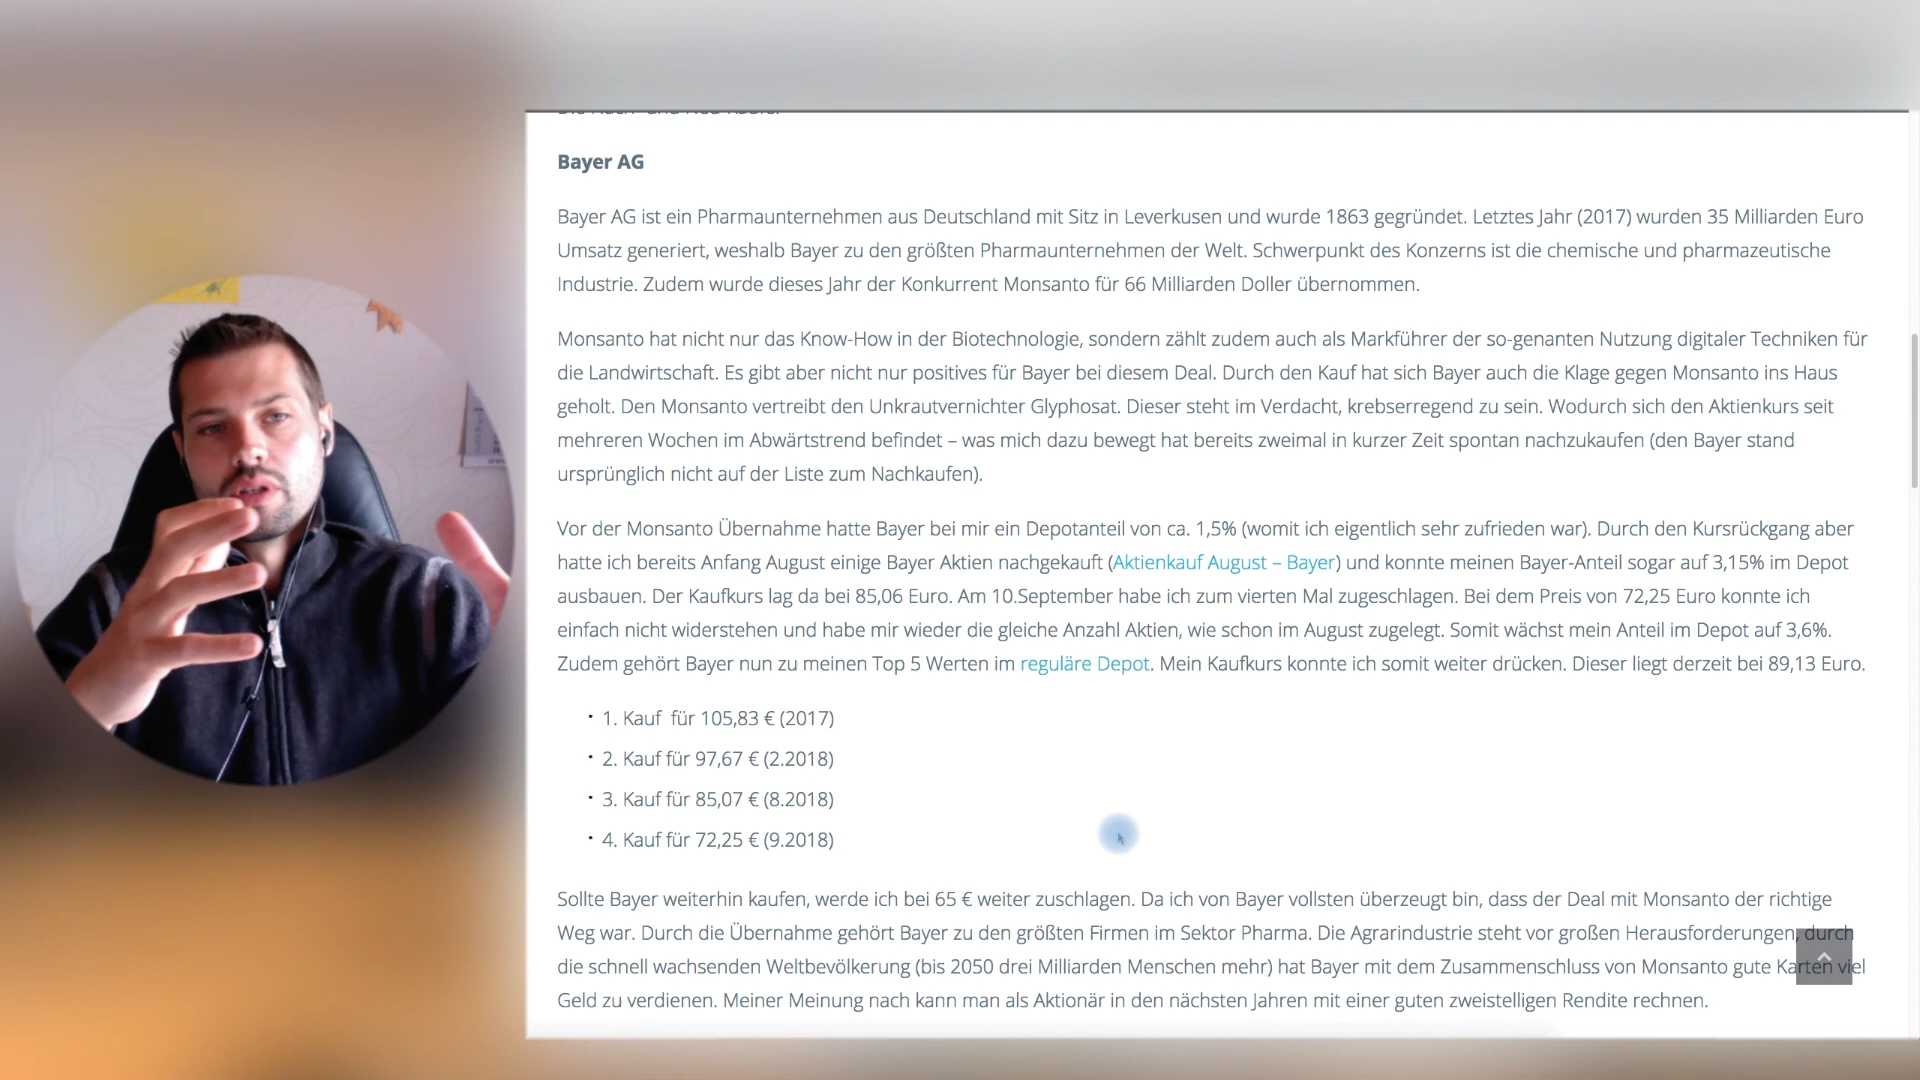 Bayer AG
Bayer AG ist ein Pharmaunternehmen aus Deutschland mit Sitz in Leverkusen und wurde 1863 gegründet. Letztes Jahr (2017) wurden 35 Milliarden Euro
Umsatz generiert, weshalb Bayer zu den größten Pharmaunternehmen der Welt. Schwerpunkt des Konzerns ist die chemische und pharmazeutische
Industrie. Zudem wurde dieses Jahr der Konkurrent Monsanto für 66 Milliarden Doller übernommen.
Monsanto hat nicht nur das Know-How in der Biotechnologie, sondern zählt zudem auch als Markführer der so-genanten Nutzung digitaler Techniken für
die Landwirtschaft. Es gibt aber nicht nur positives für Bayer bei diesem Deal. Durch den Kauf hat sich Bayer auch die Klage gegen Monsanto ins Haus
geholt. Den Monsanto vertreibt den Unkrautvernichter Glyphosat. Dieser steht im Verdacht, krebserregend zu sein. Wodurch sich den Aktienkurs seit
mehreren Wochen im Abwärtstrend befindet – was mich dazu bewegt hat bereits zweimal in kurzer Zeit spontan nachzukaufen (den Bayer stand
ursprünglich nicht auf der Liste zum Nachkaufen).
Vor der Monsanto Übernahme hatte Bayer bei mir ein Depotanteil von ca. 1,5% (womit ich eigentlich sehr zufrieden war). Durch den Kursrückgang aber
hatte ich bereits Anfang August einige Bayer Aktien nachgekauft (Aktienkauf August – Bayer) und konnte meinen Bayer-Anteil sogar auf 3,15% im Depot
ausbauen. Der Kaufkurs lag da bei 85,06 Euro. Am 10.September habe ich zum vierten Mal zugeschlagen. Bei dem Preis von 72,25 Euro konnte ich
einfach nicht widerstehen und habe mir wieder die gleiche Anzahl Aktien, wie schon im August zugelegt. Somit wächst mein Anteil im Depot auf 3,6%.
Zudem gehört Bayer nun zu meinen Top 5 Werten im reguläre Depot. Mein Kaufkurs konnte ich somit weiter drücken. Dieser liegt derzeit bei 89,13 Euro.
• 1. Kauf für 105,83 € (2017)
• 2. Kauf für 97,67 € (2.2018)
• 3. Kauf für 85,07 € (8.2018)
• 4. Kauf für 72,25 € (9.2018)
Sollte Bayer weiterhin kaufen, werde ich bei 65 € weiter zuschlagen. Da ich von Bayer vollsten überzeugt bin, dass der Deal mit Monsanto der richtige
Weg war. Durch die Übernahme gehört Bayer zu den größten Firmen im Sektor Pharma. Die Agrarindustrie steht vor großen Herausforderungen, durch
die schnell wachsenden Weltbevölkerung (bis 2050 drei Milliarden Menschen mehr) hat Bayer mit dem Zusammenschluss von Monsanto gute Karten viel
Geld zu verdienen. Meiner Meinung nach kann man als Aktionär in den nächsten Jahren mit einer guten zweistelligen Rendite rechnen.